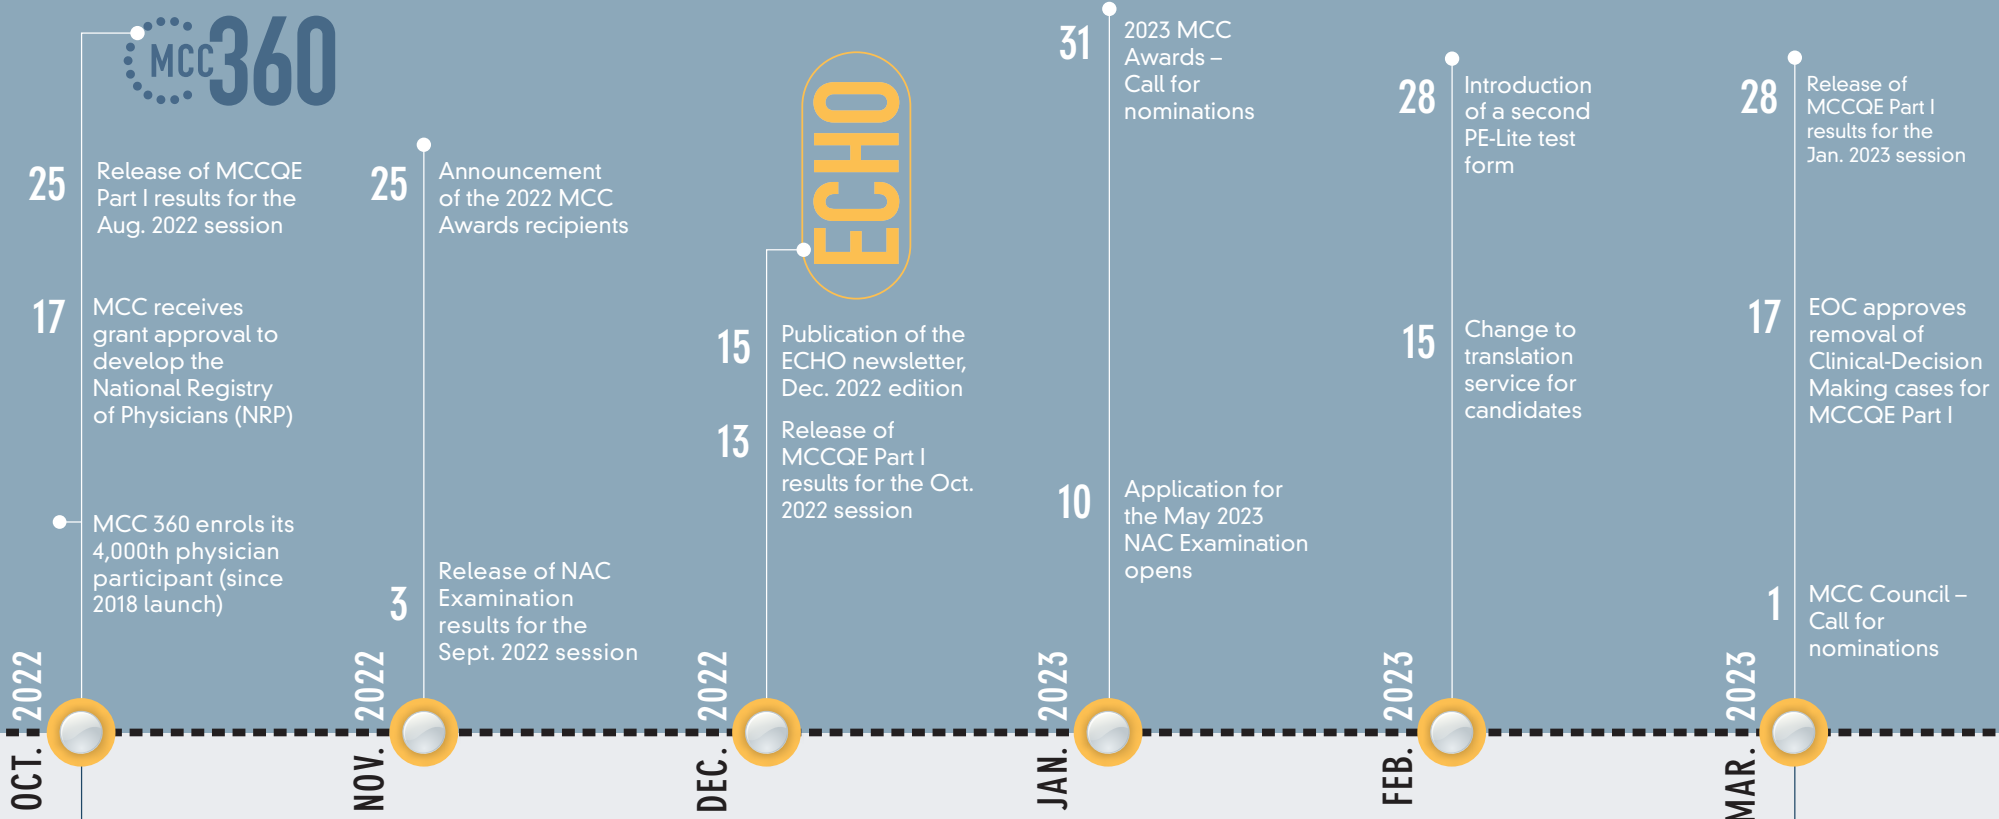 MCC 360
25
Release of MCCQE
Part I results for the
Aug. 2022 session
17
MCC receives
grant approval to
develop the
National Registry
of Physicians (NRP)
MCC 360 enrols its
4,000th physician
participant (since
2018 launch)
OCT. 2022
25
Announcement
of the 2022 MCC
Awards recipients
3
Release of NAC
Examination
results for the
Sept. 2022 session
NOV. 2022
ECHO
15
Publication of the
ECHO newsletter,
Dec. 2022 edition
13
Release of
MCCQE Part I
results for the Oct.
2022 session
DEC. 2022
31
2023 MCC
Awards –
Call for
nominations
10
Application for
the May 2023
NAC Examination
opens
JAN. 2023
28
Introduction
of a second
PE-Lite test
form
15
Change to
translation
service for
candidates
FEB. 2023
28
Release of
MCCQE Part I
results for the
Jan. 2023 session
17
EOC approves
removal of
Clinical-Decision
Making cases for
MCCQE Part I
1
MCC Council –
Call for
nominations
MAR. 2023